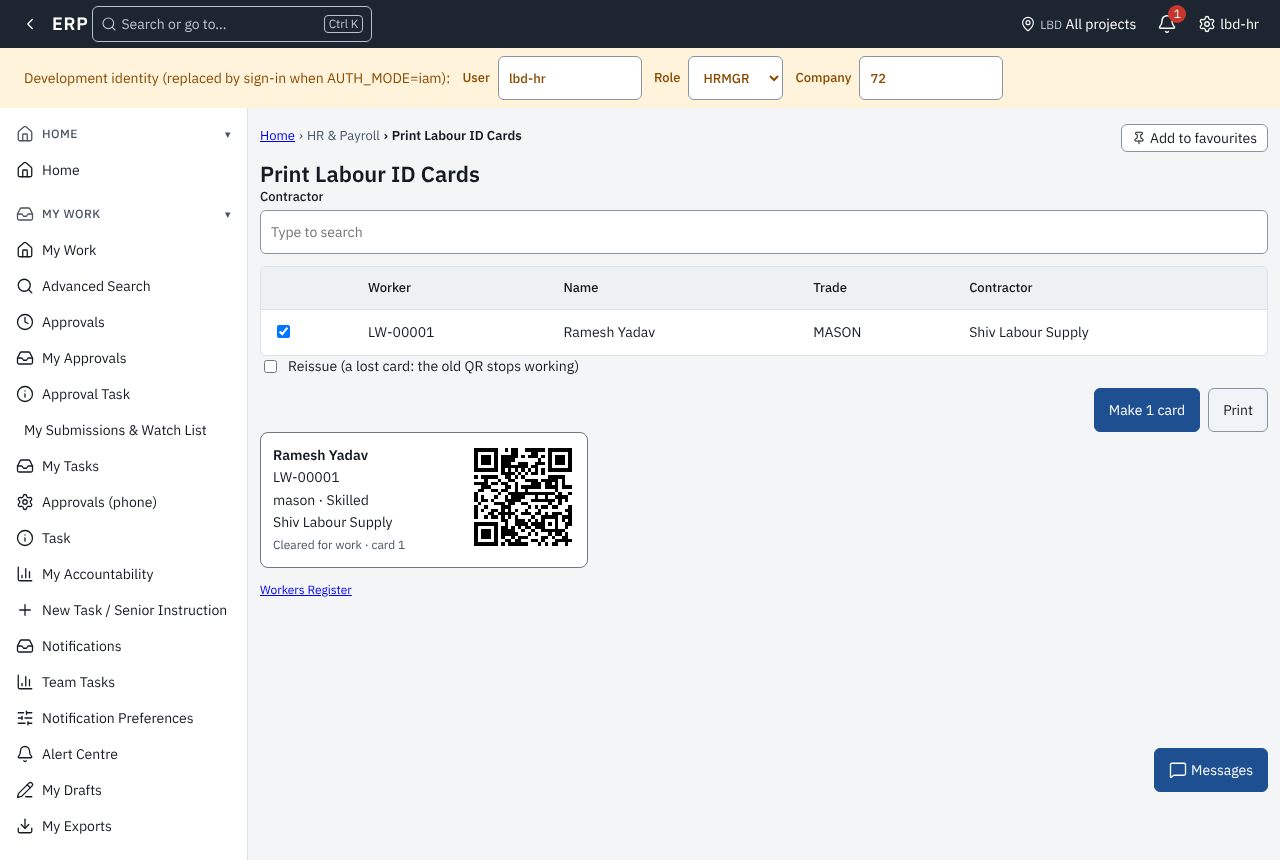 ERP
Search or go to...
Ctrl K
LBD All projects
1
lbd-hr
Development identity (replaced by sign-in when AUTH_MODE=iam):
User
lbd-hr
Role
HRMGR
Company
72
HOME
Home
MY WORK
My Work
Advanced Search
Approvals
My Approvals
Approval Task
My Submissions & Watch List
My Tasks
Approvals (phone)
Task
My Accountability
New Task / Senior Instruction
Notifications
Team Tasks
Notification Preferences
Alert Centre
My Drafts
My Exports
Home › HR & Payroll › Print Labour ID Cards
Add to favourites
Print Labour ID Cards
Contractor
Type to search
Worker Name Trade Contractor
LW-00001 Ramesh Yadav MASON Shiv Labour Supply
Reissue (a lost card: the old QR stops working)
Make 1 card
Print
Ramesh Yadav
LW-00001
mason · Skilled
Shiv Labour Supply
Cleared for work · card 1
Workers Register
Messages